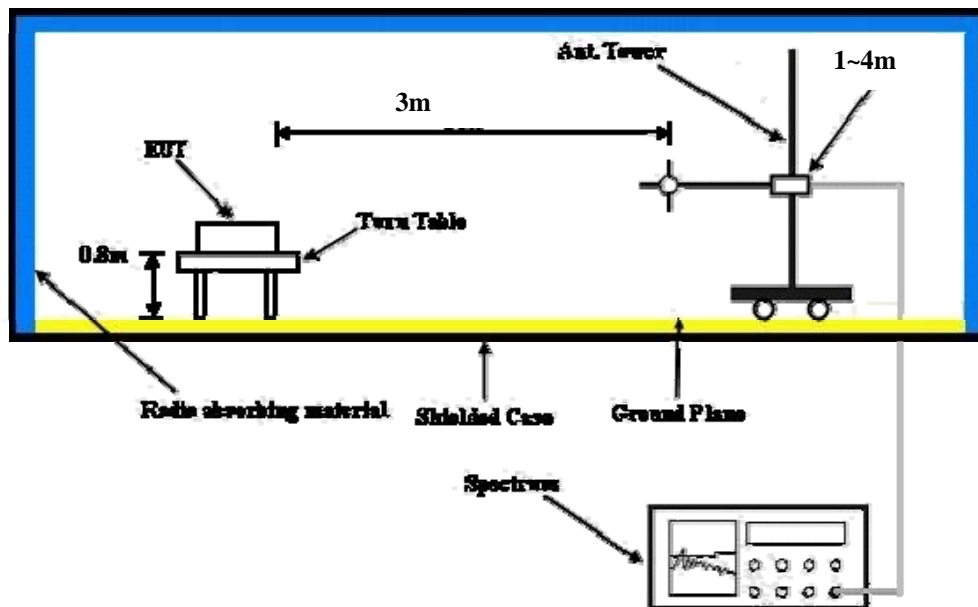 Ant. Tower
1~4m
3m
EUT
Turn Table
0.8m
Radio absorbing material
Shielded Case
Ground Plane
Spectrum